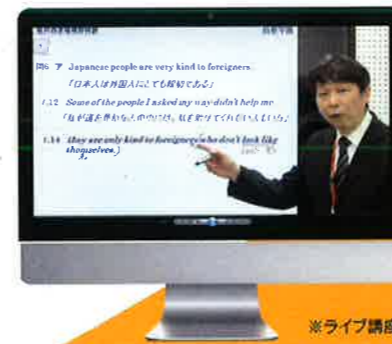 問6 ア Japanese people are very kind to foreigners
「日本人は外国人にとても親切である」
1.12 Some of the people I asked my way didn't help me
「私が道を尋ねた人の中には、私を助けてくれない人もいた」
1.14 they are only kind to foreigners who don't look like
themselves.)
※ライブ講座